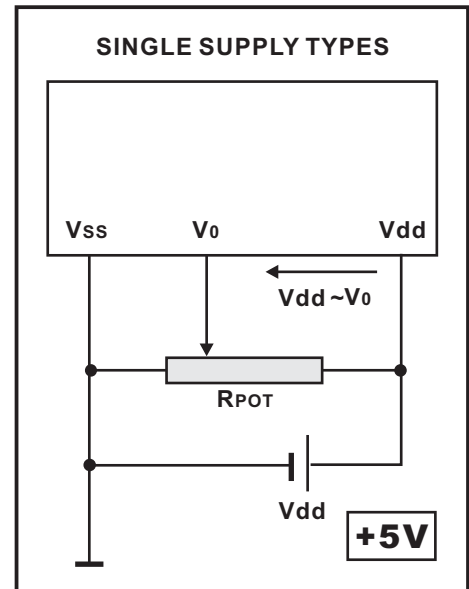 SINGLE SUPPLY TYPES
VSS V0 Vdd
Vdd ~V0
RPOT
Vdd
+5V